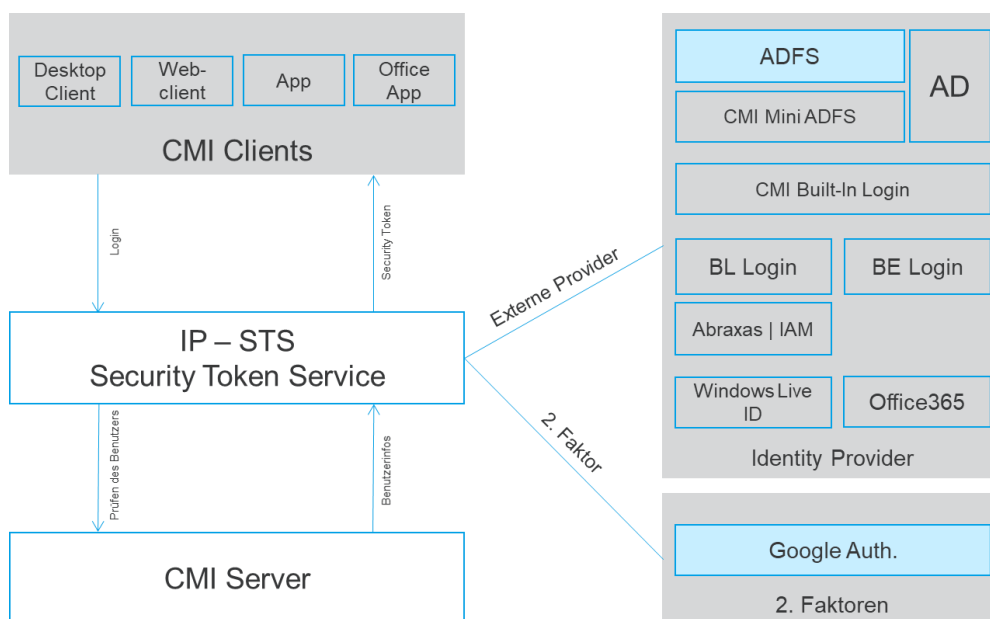 Desktop
Client
Web-
client
App
Office
App
CMI Clients
Login
Security Token
IP – STS
Security Token Service
Prüfen des Benutzers
Benutzerinfos
CMI Server
Externe Provider
2. Faktor
ADFS
AD
CMI Mini ADFS
CMI Built-In Login
BL Login
BE Login
Abraxas | IAM
Windows Live
ID
Office365
Identity Provider
Google Auth.
2. Faktoren